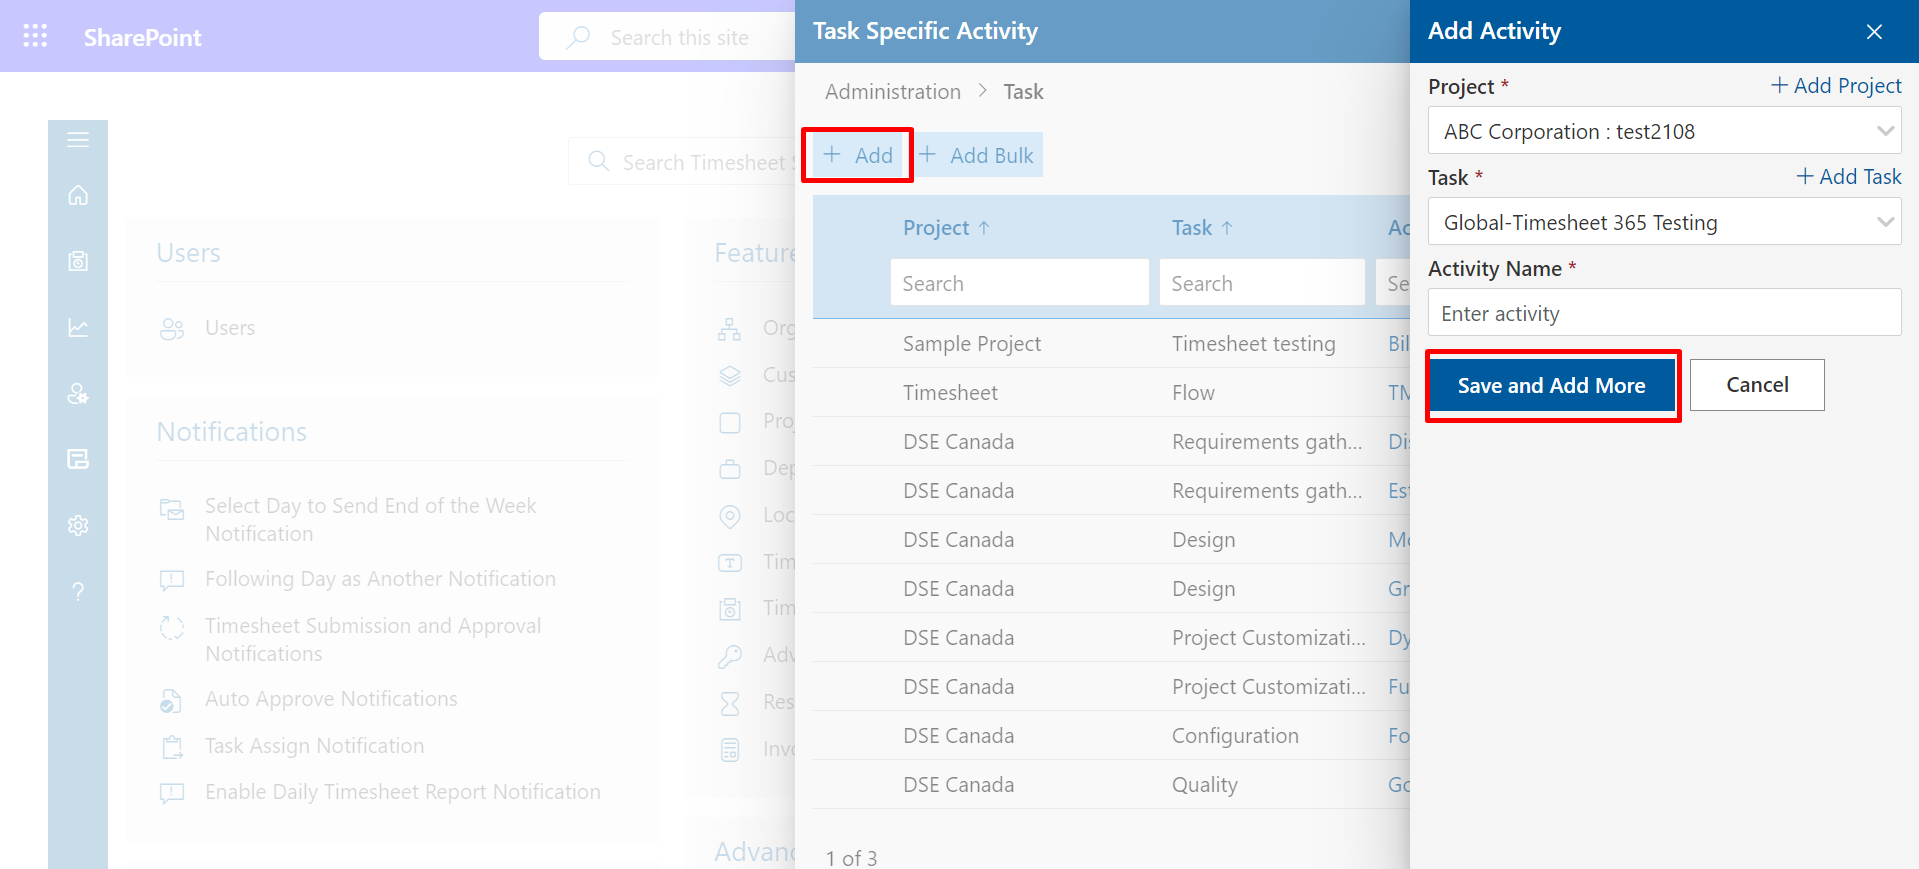 SharePoint
Search this site
Search Timesheet
Users
Users
Notifications
Select Day to Send End of the Week
Notification
Following Day as Another Notification
Timesheet Submission and Approval
Notifications
Auto Approve Notifications
Task Assign Notification
Enable Daily Timesheet Report Notification
Feature
Org
Cus
Proj
Dep
Loc
Tim
Tim
Adv
Res
Invo
Advanc
Task Specific Activity
Administration > Task
+ Add + Add Bulk
Project ↑ Task ↑ Ac
Search Search Se
Sample Project Timesheet testing Bil
Timesheet Flow TM
DSE Canada Requirements gath... Dis
DSE Canada Requirements gath... Est
DSE Canada Design Mo
DSE Canada Design Gr
DSE Canada Project Customizati... Dy
DSE Canada Project Customizati... Fu
DSE Canada Configuration Fo
DSE Canada Quality Go
1 of 3
Add Activity
Project * + Add Project
ABC Corporation : test2108
Task * + Add Task
Global-Timesheet 365 Testing
Activity Name *
Enter activity
Save and Add More Cancel